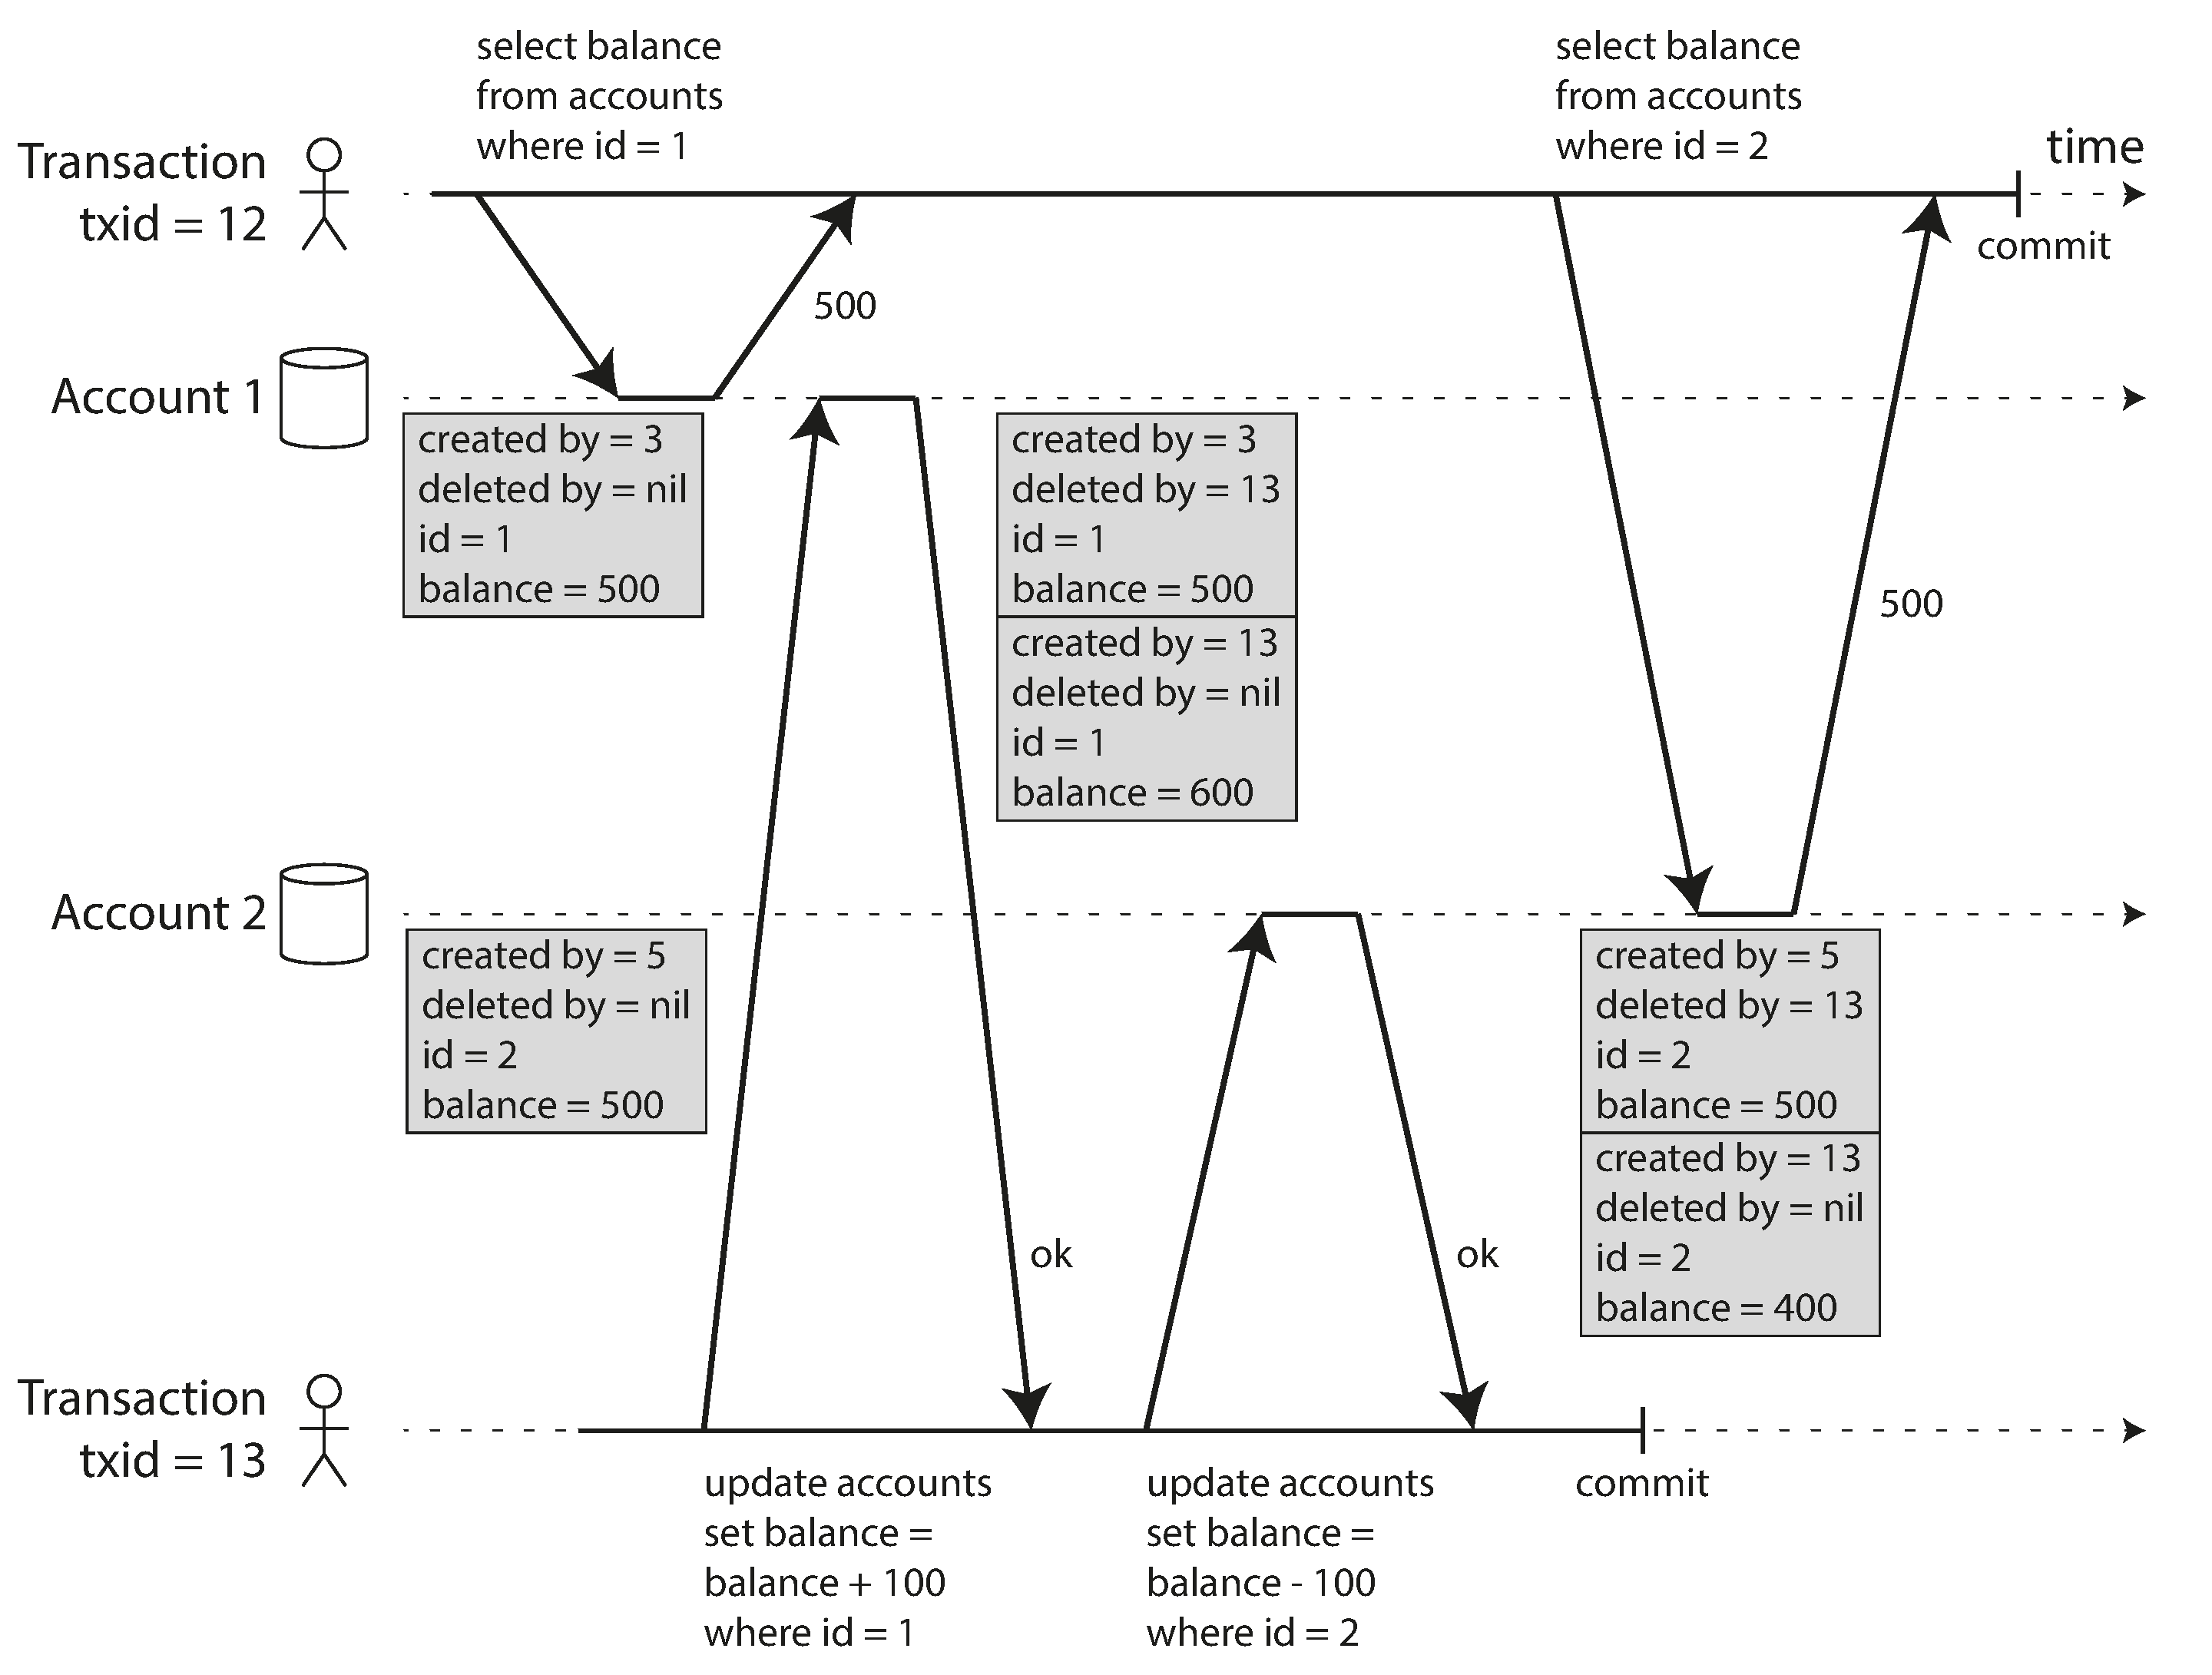 select balance
from accounts
where id = 1
select balance
from accounts
where id = 2
time
Transaction
txid = 12
commit
500
Account 1
created by = 3
deleted by = nil
id = 1
balance = 500
created by = 3
deleted by = 13
id = 1
balance = 500
created by = 13
deleted by = nil
id = 1
balance = 600
500
Account 2
created by = 5
deleted by = nil
id = 2
balance = 500
created by = 5
deleted by = 13
id = 2
balance = 500
created by = 13
deleted by = nil
id = 2
balance = 400
ok
ok
Transaction
txid = 13
update accounts
set balance =
balance + 100
where id = 1
update accounts
set balance =
balance - 100
where id = 2
commit